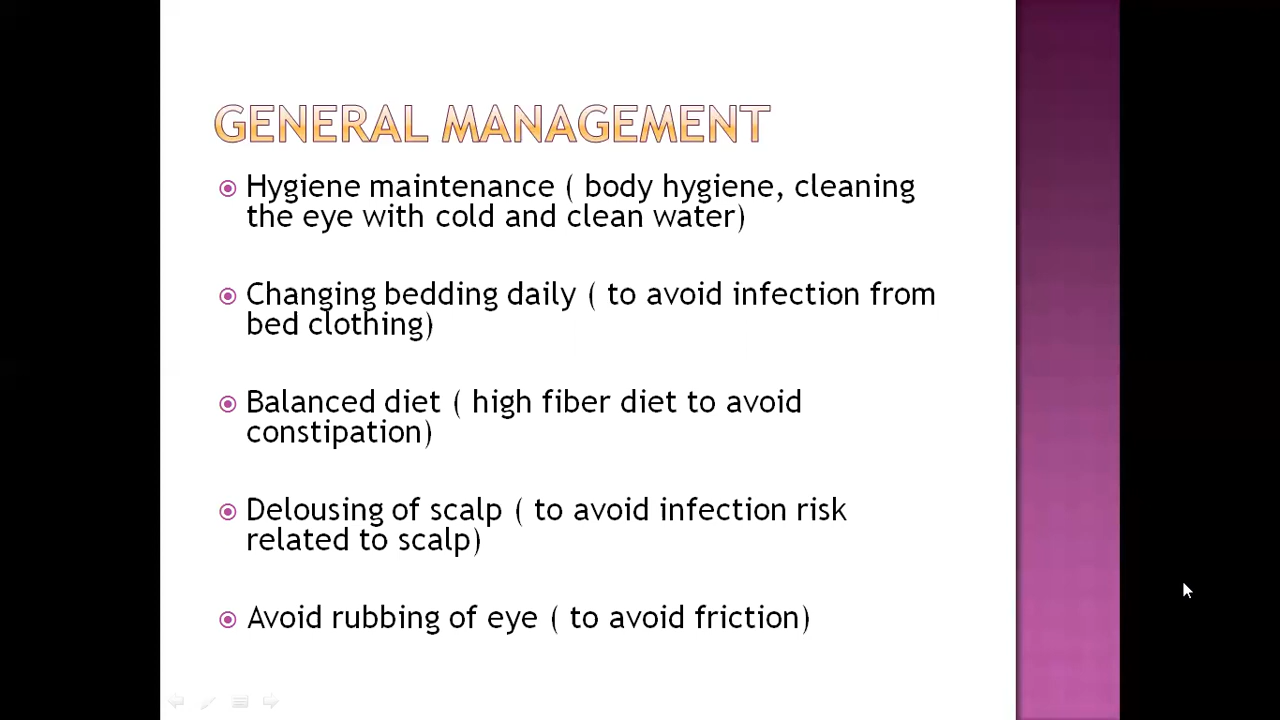 GENERAL MANAGEMENT
Hygiene maintenance ( body hygiene, cleaning
the eye with cold and clean water)
Changing bedding daily ( to avoid infection from
bed clothing)
Balanced diet ( high fiber diet to avoid
constipation)
Delousing of scalp ( to avoid infection risk
related to scalp)
Avoid rubbing of eye ( to avoid friction)